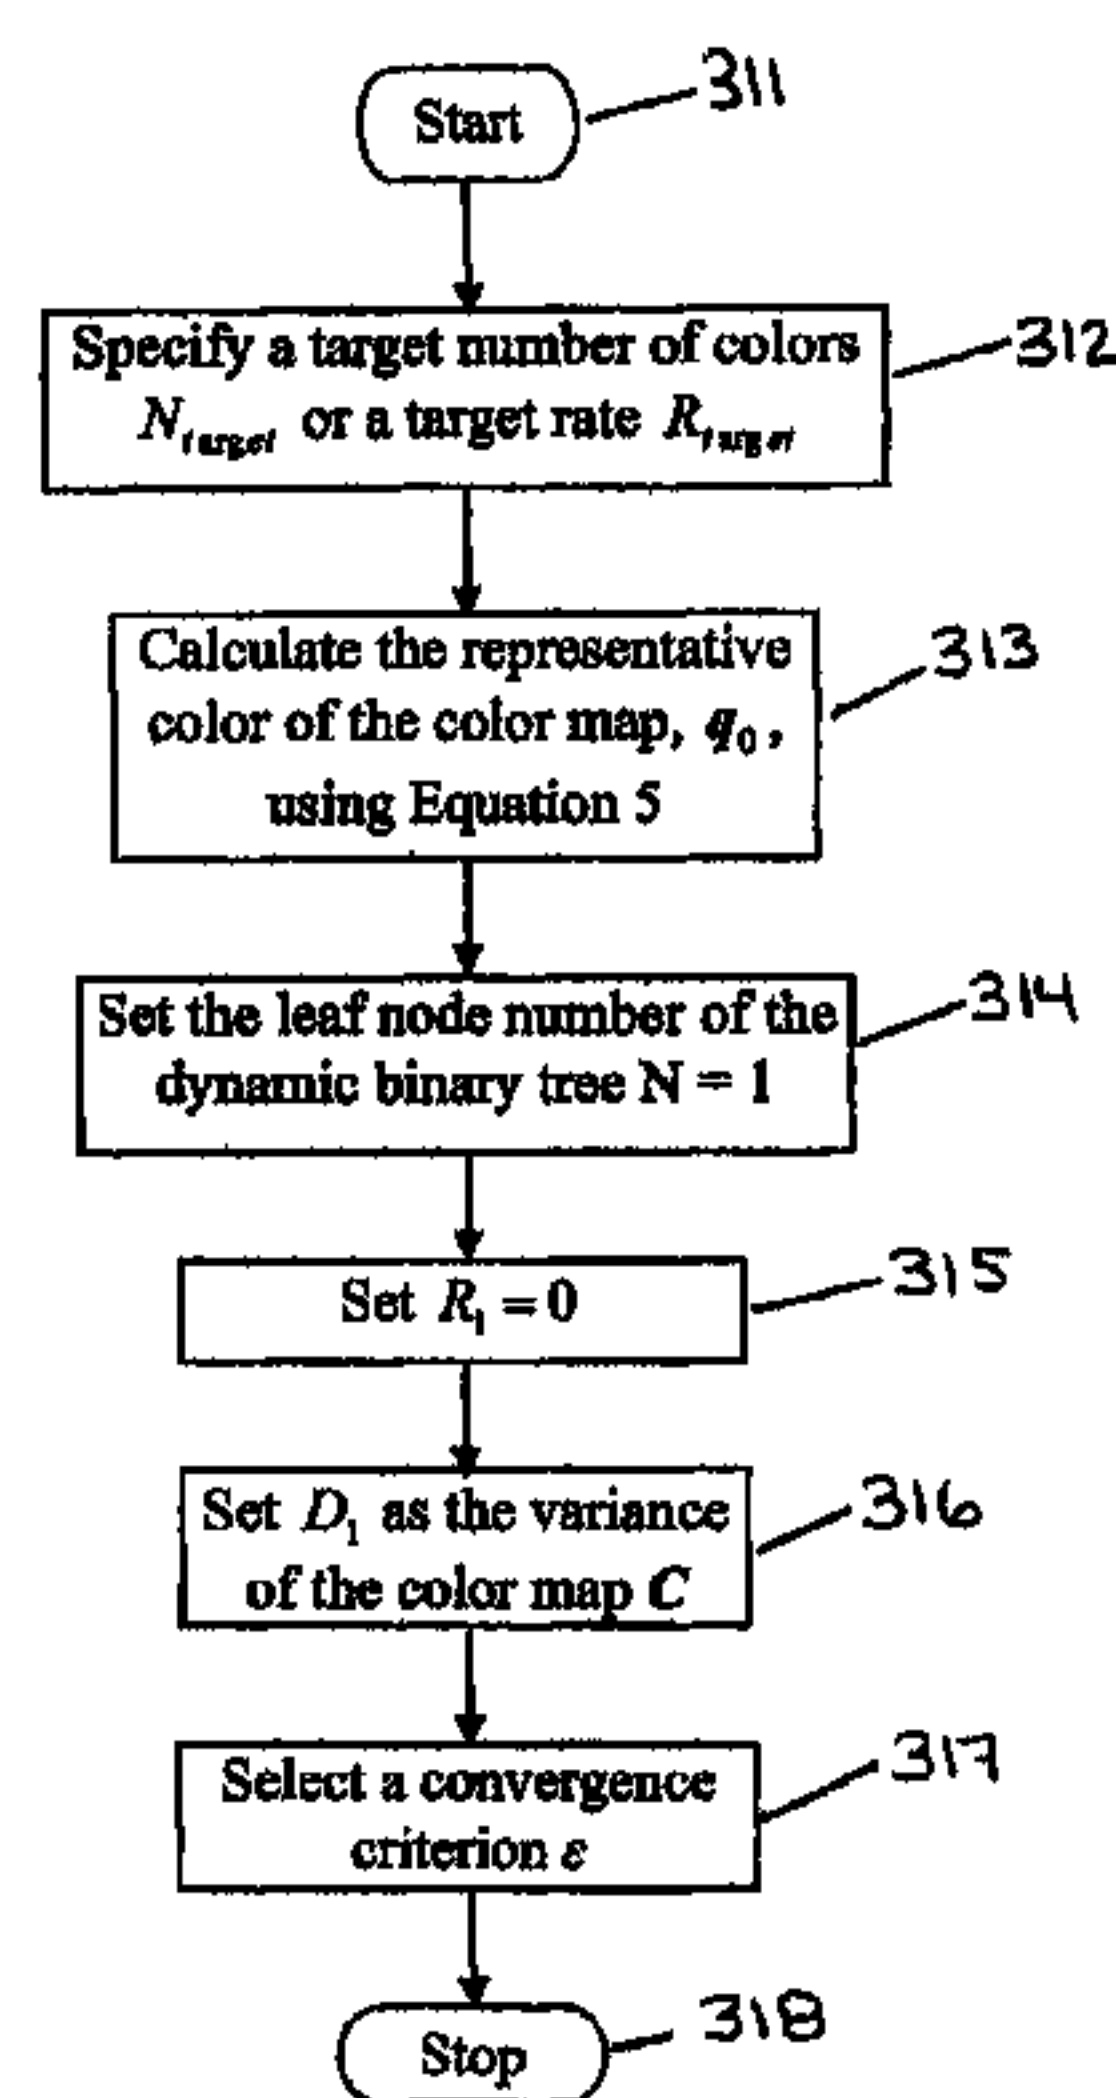 Start
311
Specify a target number of colors
N_target or a target rate R_target
312
Calculate the representative
color of the color map, q_0,
using Equation 5
313
Set the leaf node number of the
dynamic binary tree N = 1
314
Set R_1 = 0
315
Set D_1 as the variance
of the color map C
316
Select a convergence
criterion ε
317
Stop
318